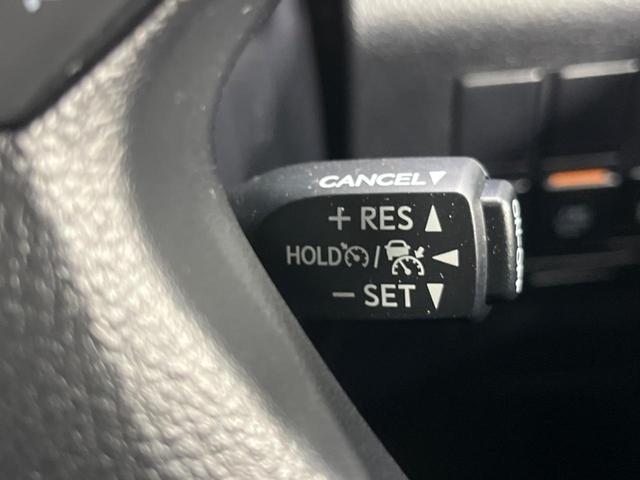 CANCEL▼
+ RES ▲
HOLD / ◄
− SET ▼